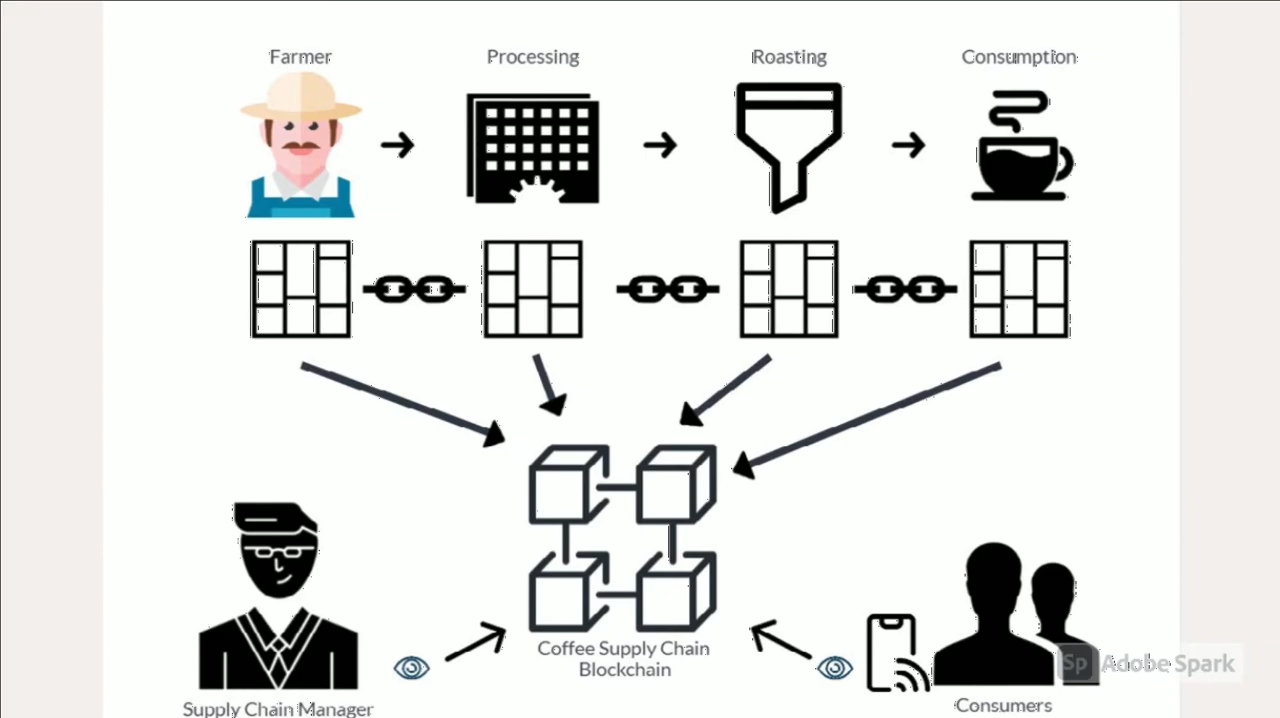 Farmer
Processing
Roasting
Consumption
Coffee Supply Chain
Blockchain
Supply Chain Manager
Consumers
Sp Adobe Spark